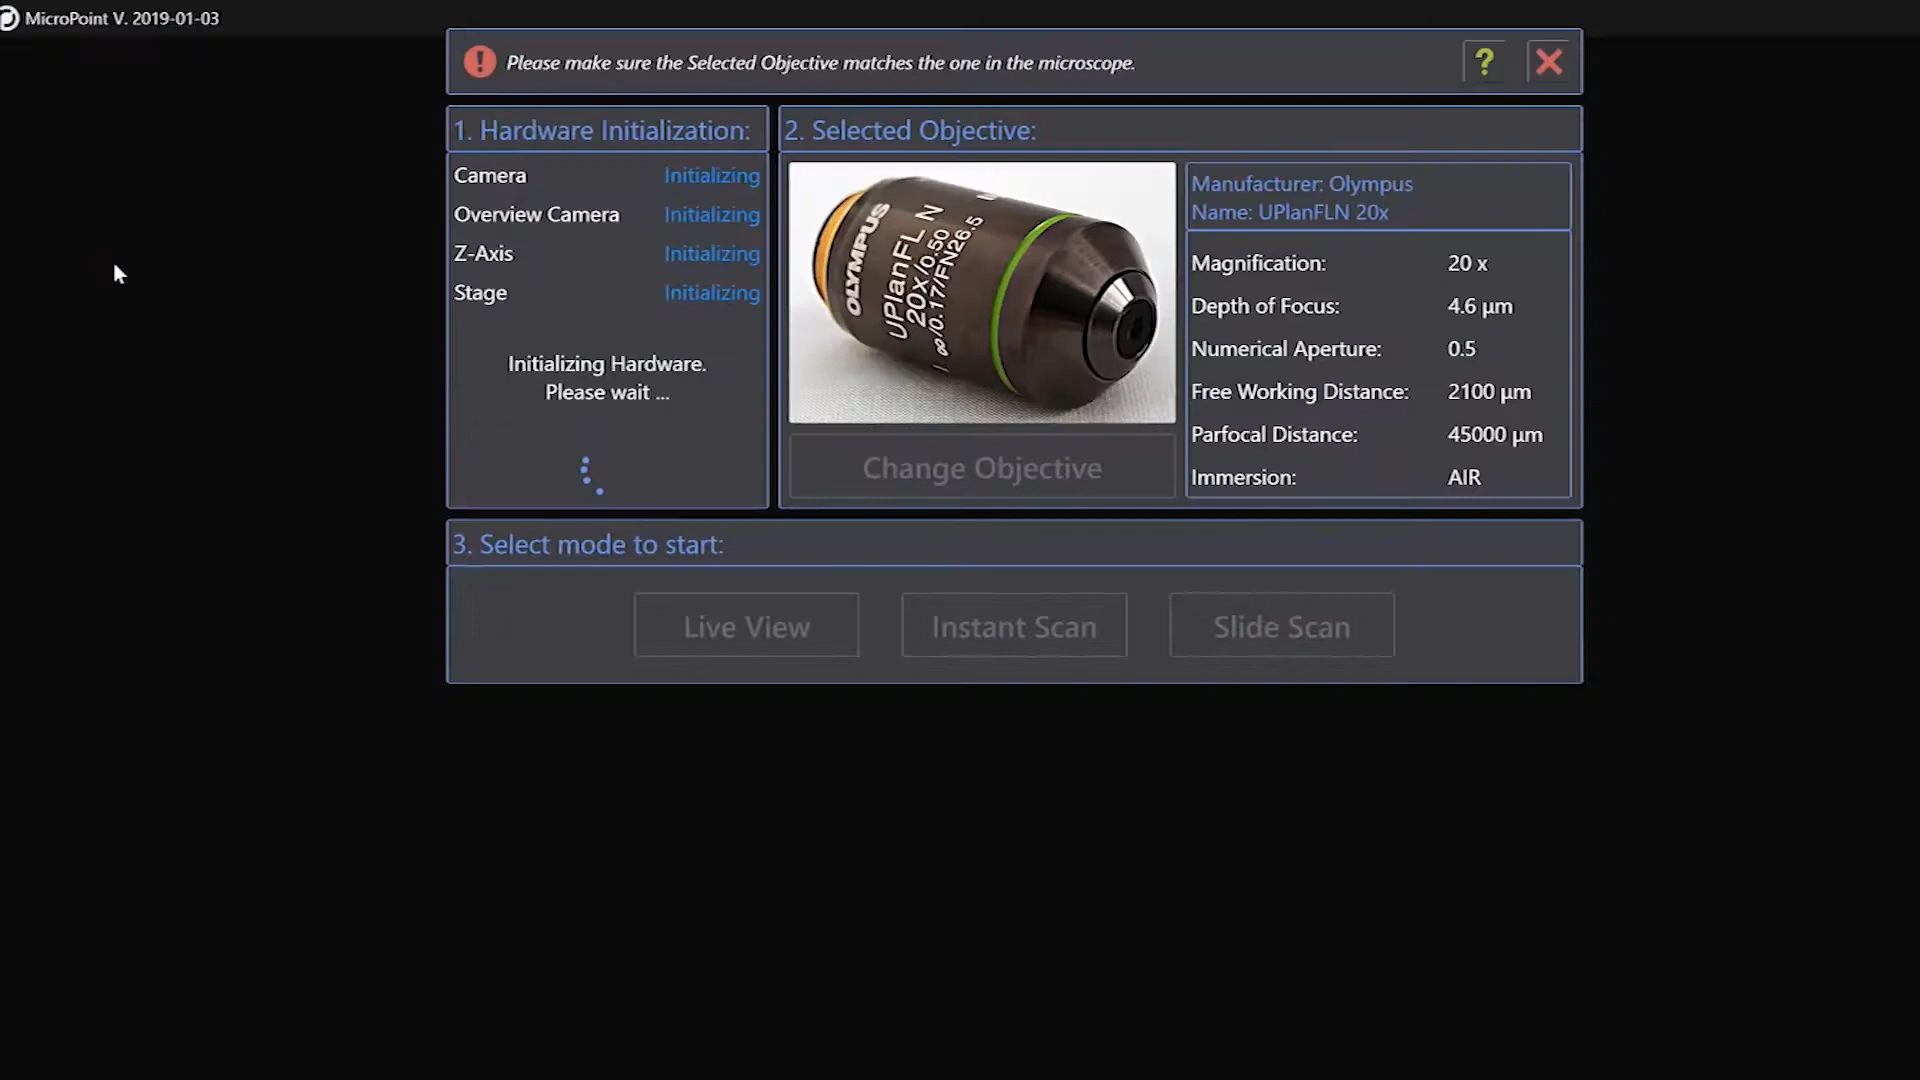 MicroPoint V. 2019-01-03
Please make sure the Selected Objective matches the one in the microscope.
?
1. Hardware Initialization:
Camera Initializing
Overview Camera Initializing
Z-Axis Initializing
Stage Initializing
Initializing Hardware.
Please wait ...
2. Selected Objective:
OLYMPUS
UPlanFL N
20x/0.50
∞/0.17/FN26.5
Change Objective
Manufacturer: Olympus
Name: UPlanFLN 20x
Magnification: 20 x
Depth of Focus: 4.6 µm
Numerical Aperture: 0.5
Free Working Distance: 2100 µm
Parfocal Distance: 45000 µm
Immersion: AIR
3. Select mode to start:
Live View
Instant Scan
Slide Scan